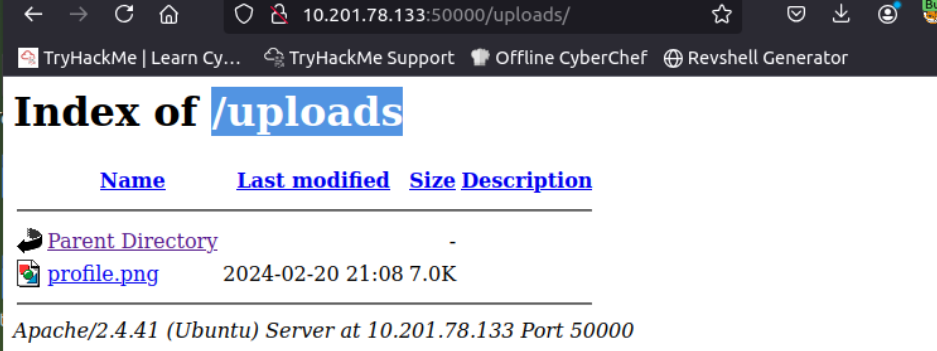 10.201.78.133:50000/uploads/
TryHackMe | Learn Cy... TryHackMe Support Offline CyberChef Revshell Generator
Index of /uploads
Name Last modified Size Description
Parent Directory -
profile.png 2024-02-20 21:08 7.0K
Apache/2.4.41 (Ubuntu) Server at 10.201.78.133 Port 50000